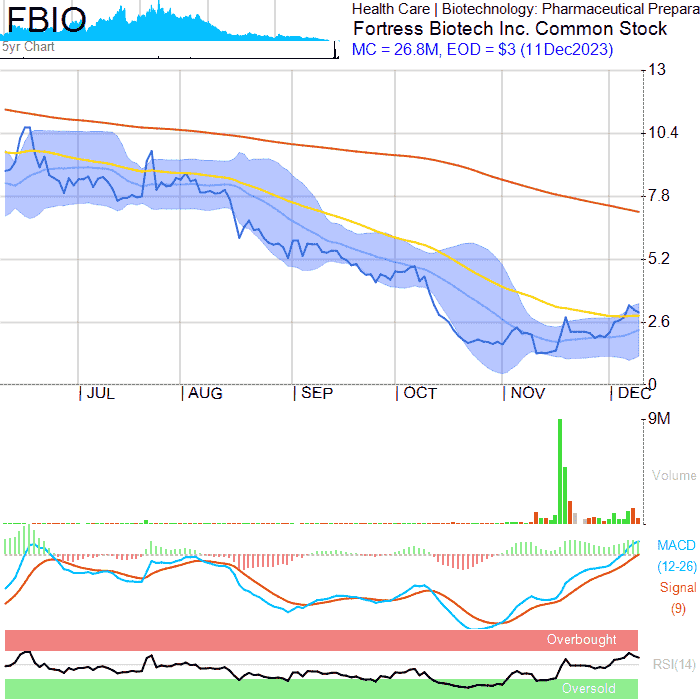 FBIO
5yr Chart
Health Care | Biotechnology: Pharmaceutical Prepara
Fortress Biotech Inc. Common Stock
MC = 26.8M, EOD = $3 (11Dec2023)
13
10.4
7.8
5.2
2.6
0
JUL AUG SEP OCT NOV DEC
9M
Volume
MACD
(12-26)
Signal
(9)
Overbought
RSI(14)
Oversold